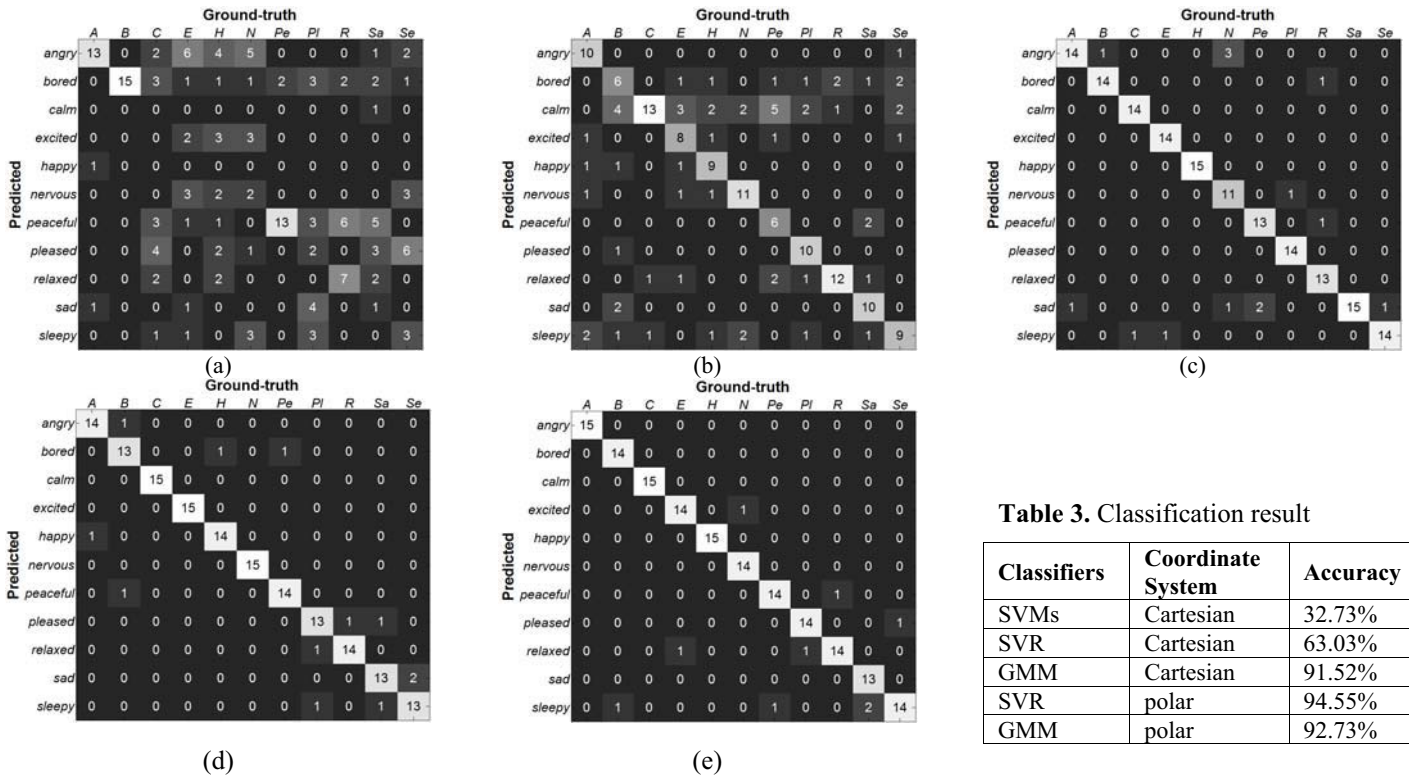 Ground-truth
A B C E H N Pe Pl R Sa Se
Predicted
angry 13 0 2 6 4 5 0 0 0 1 2
bored 0 15 3 1 1 1 2 3 2 2 1
calm 0 0 0 0 0 0 0 0 0 1 0
excited 0 0 0 2 3 3 0 0 0 0 0
happy 1 0 0 0 0 0 0 0 0 0 0
nervous 0 0 0 3 2 2 0 0 0 0 3
peaceful 0 0 3 1 1 0 13 3 6 5 0
pleased 0 0 4 0 2 1 0 2 0 3 6
relaxed 0 0 2 0 2 0 0 0 7 2 0
sad 1 0 0 1 0 0 0 4 0 1 0
sleepy 0 0 1 1 0 3 0 3 0 0 3
(a)
Ground-truth
A B C E H N Pe Pl R Sa Se
Predicted
angry 10 0 0 0 0 0 0 0 0 0 1
bored 0 6 0 1 1 0 1 1 2 1 2
calm 0 4 13 3 2 2 5 2 1 0 2
excited 1 0 0 8 1 0 1 0 0 0 1
happy 1 1 0 1 9 0 0 0 0 0 0
nervous 1 0 0 1 1 11 0 0 0 0 0
peaceful 0 0 0 0 0 0 6 0 0 2 0
pleased 0 1 0 0 0 0 0 10 0 0 0
relaxed 0 0 1 1 0 0 2 1 12 1 0
sad 0 2 0 0 0 0 0 0 0 10 0
sleepy 2 1 1 0 1 2 0 1 0 1 9
(b)
Ground-truth
A B C E H N Pe Pl R Sa Se
Predicted
angry 14 1 0 0 0 3 0 0 0 0 0
bored 0 14 0 0 0 0 0 0 1 0 0
calm 0 0 14 0 0 0 0 0 0 0 0
excited 0 0 0 14 0 0 0 0 0 0 0
happy 0 0 0 0 15 0 0 0 0 0 0
nervous 0 0 0 0 0 11 0 1 0 0 0
peaceful 0 0 0 0 0 0 13 0 1 0 0
pleased 0 0 0 0 0 0 0 14 0 0 0
relaxed 0 0 0 0 0 0 0 0 13 0 0
sad 1 0 0 0 0 1 2 0 0 15 1
sleepy 0 0 1 1 0 0 0 0 0 0 14
(c)
Ground-truth
A B C E H N Pe Pl R Sa Se
Predicted
angry 14 1 0 0 0 0 0 0 0 0 0
bored 0 13 0 0 1 0 1 0 0 0 0
calm 0 0 15 0 0 0 0 0 0 0 0
excited 0 0 0 15 0 0 0 0 0 0 0
happy 1 0 0 0 14 0 0 0 0 0 0
nervous 0 0 0 0 0 15 0 0 0 0 0
peaceful 0 1 0 0 0 0 14 0 0 0 0
pleased 0 0 0 0 0 0 0 13 1 1 0
relaxed 0 0 0 0 0 0 0 1 14 0 0
sad 0 0 0 0 0 0 0 0 0 13 2
sleepy 0 0 0 0 0 0 0 1 0 1 13
(d)
Ground-truth
A B C E H N Pe Pl R Sa Se
Predicted
angry 15 0 0 0 0 0 0 0 0 0 0
bored 0 14 0 0 0 0 0 0 0 0 0
calm 0 0 15 0 0 0 0 0 0 0 0
excited 0 0 0 14 0 1 0 0 0 0 0
happy 0 0 0 0 15 0 0 0 0 0 0
nervous 0 0 0 0 0 14 0 0 0 0 0
peaceful 0 0 0 0 0 0 14 0 1 0 0
pleased 0 0 0 0 0 0 0 14 0 0 1
relaxed 0 0 0 1 0 0 0 1 14 0 0
sad 0 0 0 0 0 0 0 0 0 13 0
sleepy 0 1 0 0 0 0 1 0 0 2 14
(e)
Table 3. Classification result
Classifiers Coordinate System Accuracy
SVMs Cartesian 32.73%
SVR Cartesian 63.03%
GMM Cartesian 91.52%
SVR polar 94.55%
GMM polar 92.73%